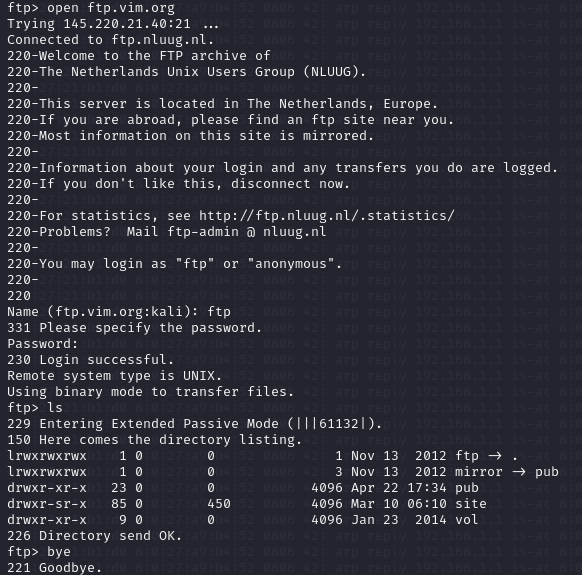 ftp> open ftp.vim.org
Trying 145.220.21.40:21 ...
Connected to ftp.nluug.nl.
220-Welcome to the FTP archive of
220-The Netherlands Unix Users Group (NLUUG).
220-
220-This server is located in The Netherlands, Europe.
220-If you are abroad, please find an ftp site near you.
220-Most information on this site is mirrored.
220-
220-Information about your login and any transfers you do are logged.
220-If you don't like this, disconnect now.
220-
220-For statistics, see http://ftp.nluug.nl/.statistics/
220-Problems?  Mail ftp-admin @ nluug.nl
220-
220-You may login as "ftp" or "anonymous".
220-
220
Name (ftp.vim.org:kali): ftp
331 Please specify the password.
Password:
230 Login successful.
Remote system type is UNIX.
Using binary mode to transfer files.
ftp> ls
229 Entering Extended Passive Mode (|||61132|).
150 Here comes the directory listing.
lrwxrwxrwx    1 0        0               1 Nov 13  2012 ftp -> .
lrwxrwxrwx    1 0        0               3 Nov 13  2012 mirror -> pub
drwxr-xr-x   23 0        0            4096 Apr 22 17:34 pub
drwxr-sr-x   85 0        450          4096 Mar 10 06:10 site
drwxr-xr-x    9 0        0            4096 Jan 23  2014 vol
226 Directory send OK.
ftp> bye
221 Goodbye.